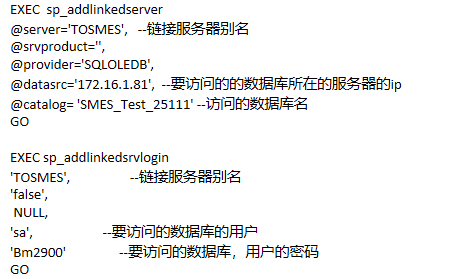 EXEC  sp_addlinkedserver
@server='TOSMES',  --链接服务器别名
@srvproduct='',
@provider='SQLOLEDB',
@datasrc='172.16.1.81',  --要访问的的数据库所在的服务器的ip
@catalog= 'SMES_Test_25111' --访问的数据库名
GO

EXEC sp_addlinkedsrvlogin
'TOSMES',                --链接服务器别名
'false',
 NULL,
'sa',                   --要访问的数据库的用户
'Bm2900'              --要访问的数据库，用户的密码
GO